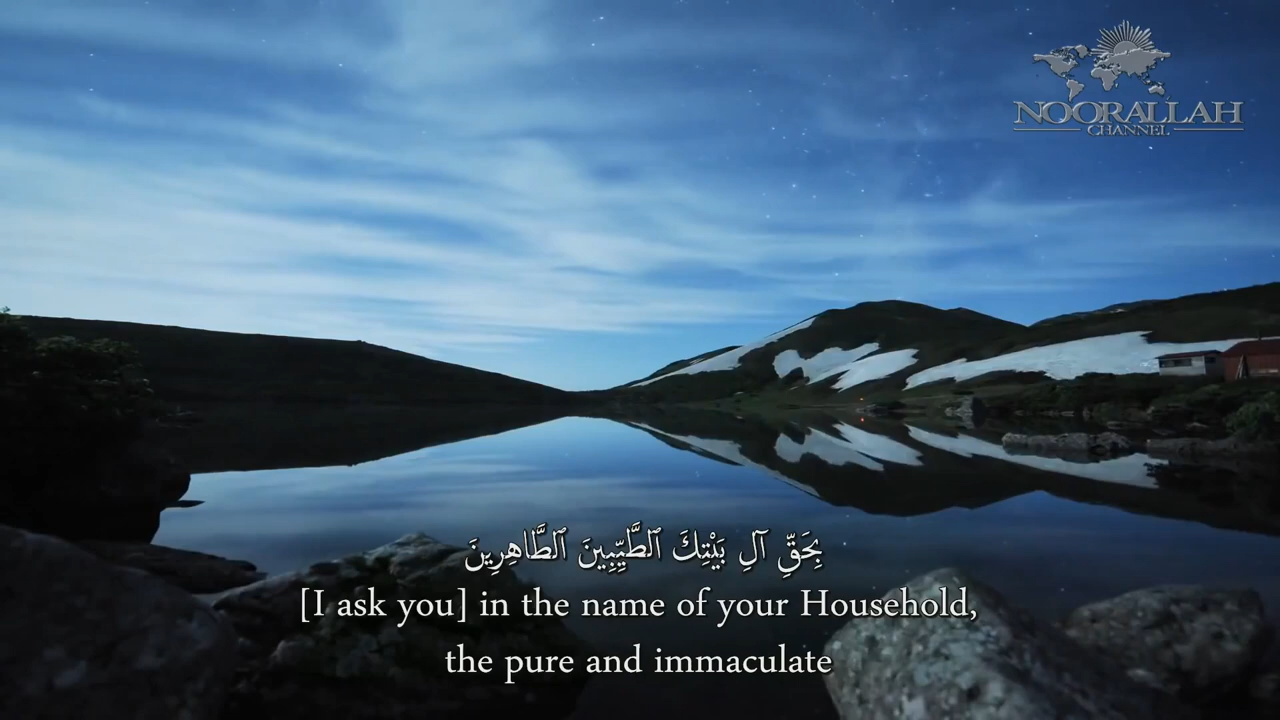 NOORALLAH
CHANNEL
بِحَقِّ آلِ بَيْتِكَ ٱلطَّيِّبِينَ ٱلطَّاهِرِينَ
[I ask you] in the name of your Household,
the pure and immaculate